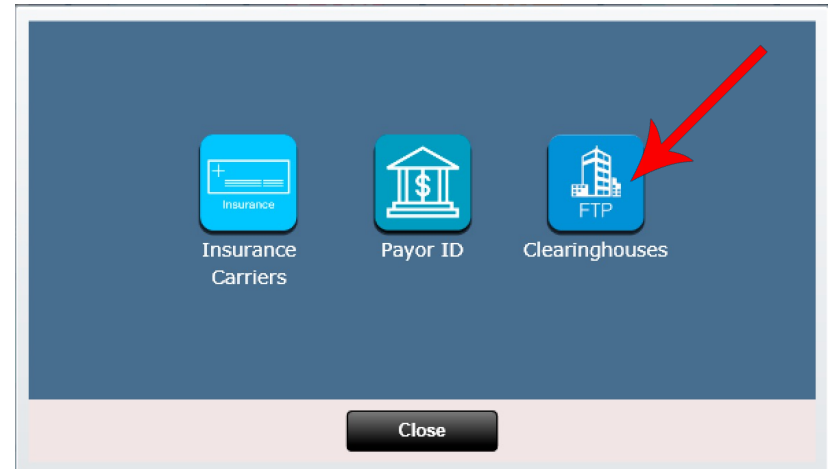 Insurance
$
FTP
Insurance
Carriers
Payor ID
Clearinghouses
Close